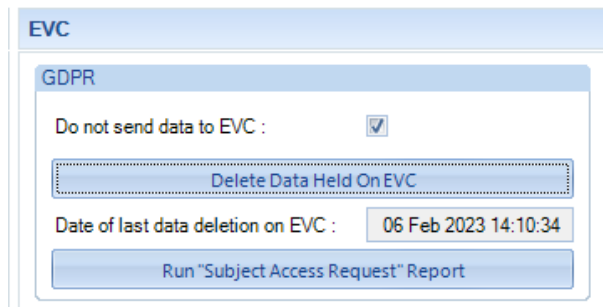 EVC
GDPR
Do not send data to EVC :
Delete Data Held On EVC
Date of last data deletion on EVC : 06 Feb 2023 14:10:34
Run "Subject Access Request" Report